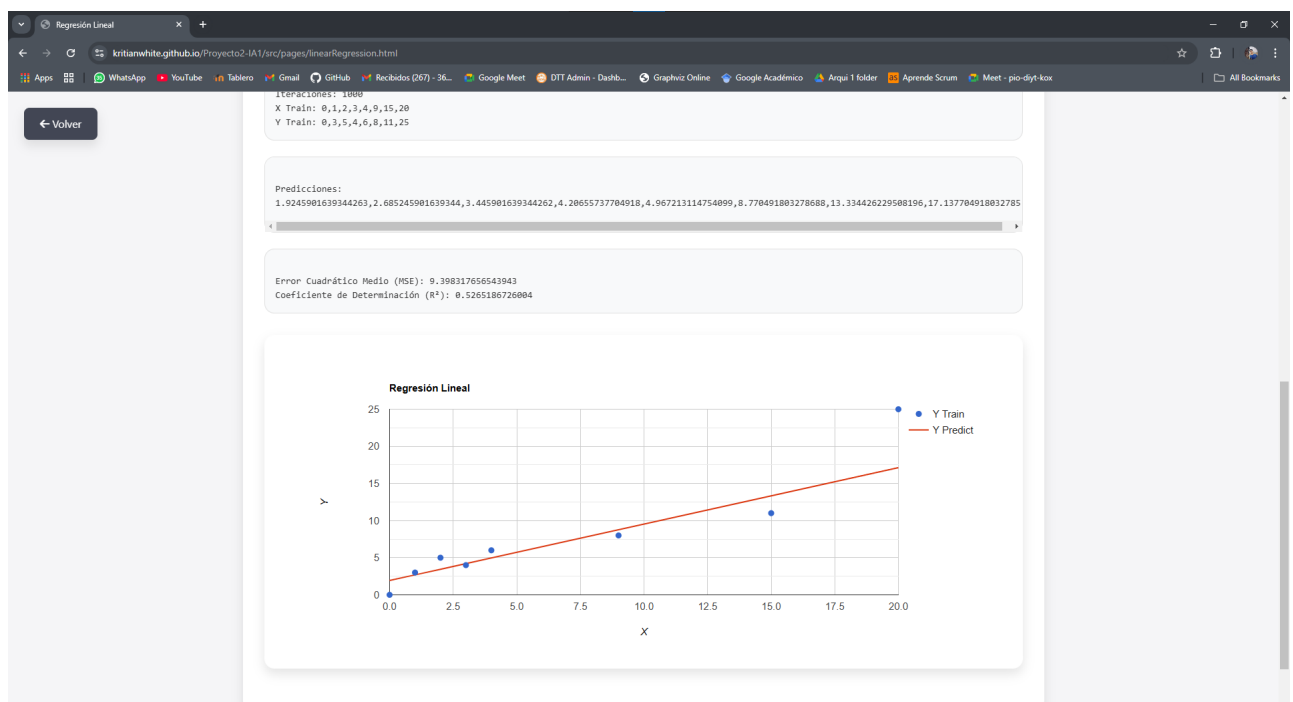 Regresión Lineal
kritianwhite.github.io/Proyecto2-IA1/src/pages/linearRegression.html
Apps WhatsApp YouTube Tablero Gmail GitHub Recibidos (267) - 36... Google Meet DTT Admin - Dashb... Graphviz Online Google Académico Arqui 1 folder as Aprende Scrum Meet - pio-diyt-kox All Bookmarks
Volver
Iteraciones: 1000
X Train: 0,1,2,3,4,9,15,20
Y Train: 0,3,5,4,6,8,11,25
Predicciones:
1.9245901639344263,2.685245901639344,3.445901639344262,4.20655737704918,4.967213114754099,8.770491803278688,13.334426229508196,17.137704918032785
Error Cuadrático Medio (MSE): 9.398317656543943
Coeficiente de Determinación (R²): 0.5265186726004
Regresión Lineal
25
20
15
10
5
0
Y
0.0 2.5 5.0 7.5 10.0 12.5 15.0 17.5 20.0
X
Y Train
Y Predict